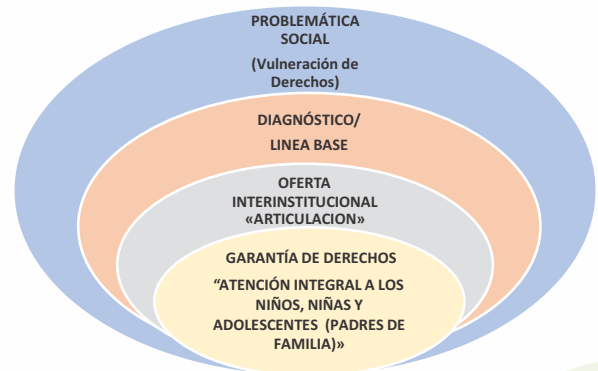 PROBLEMÁTICA
SOCIAL
(Vulneración de
Derechos)
DIAGNÓSTICO/
LINEA BASE
OFERTA
INTERINSTITUCIONAL
«ARTICULACION»
GARANTÍA DE DERECHOS
“ATENCIÓN INTEGRAL A LOS
NIÑOS, NIÑAS Y
ADOLESCENTES (PADRES DE
FAMILIA)»